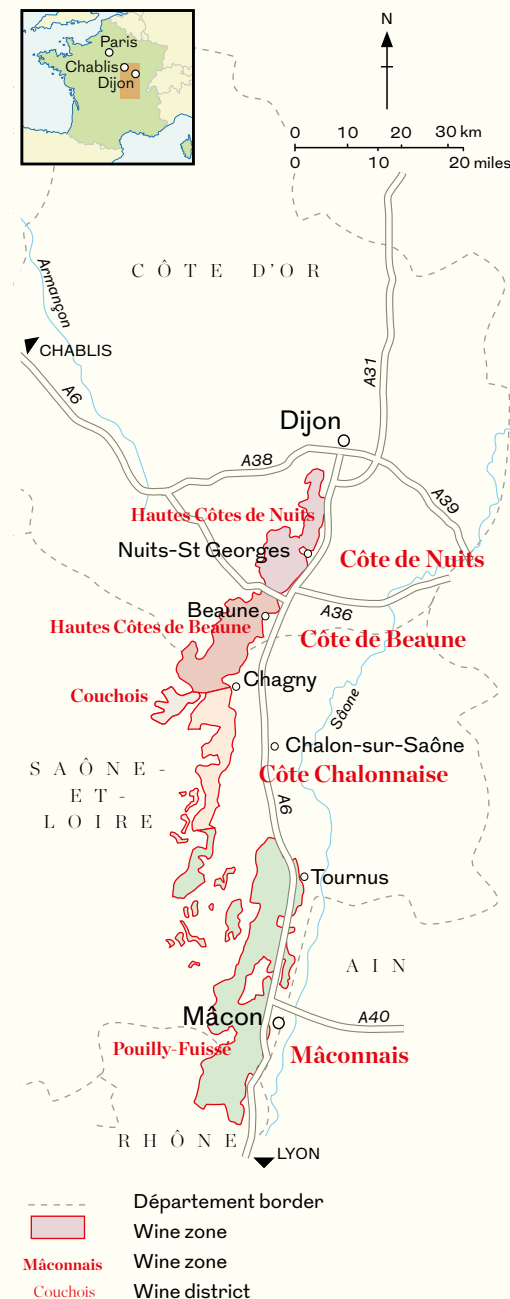 Paris
Chablis
Dijon
N
0 10 20 30 km
0 10 20 miles
Armançon
CÔTE D'OR
CHABLIS
A6
A31
Dijon
A38
A39
Hautes Côtes de Nuits
Nuits-St Georges
Côte de Nuits
A36
Beaune
Hautes Côtes de Beaune
Côte de Beaune
Chagny
Couchois
Sâone
Chalon-sur-Saône
SAÔNE-
ET-
LOIRE
Côte Chalonnaise
A6
Tournus
AIN
Mâcon
A40
Pouilly-Fuissé
Mâconnais
RHÔNE
LYON
Département border
Wine zone
Mâconnais Wine zone
Couchois Wine district